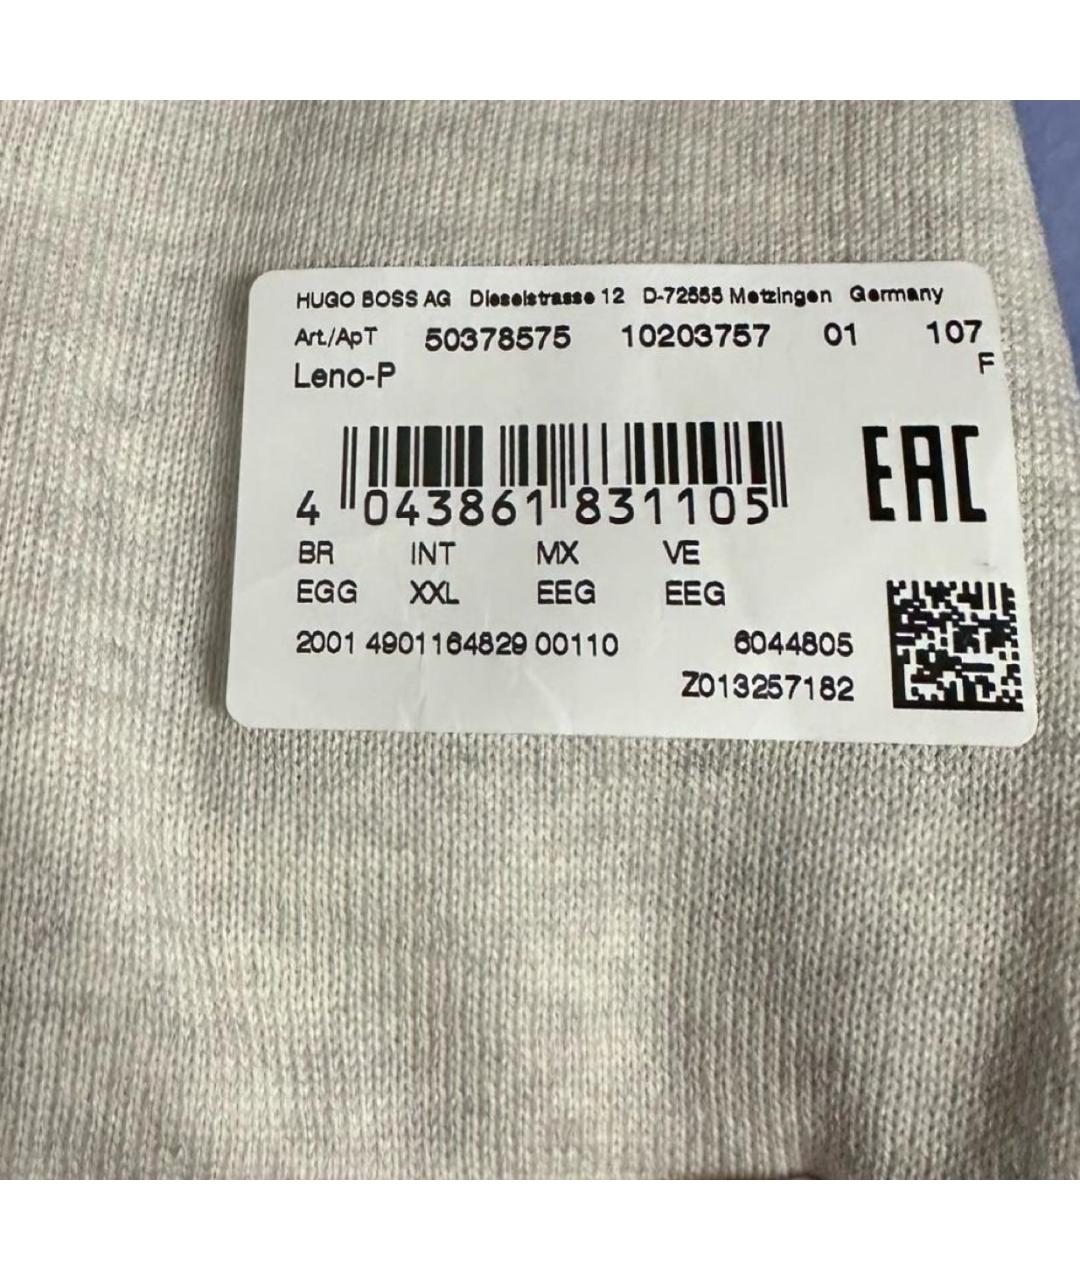 HUGO BOSS AG Dieselstrasse 12 D-72555 Metzingen Germany
Art./ApT 50378575 10203757 01 107
F
Leno-P
EAC
4 043861 831105
BR INT MX VE
EGG XXL EEG EEG
2001 4901164829 00110 6044805
Z013257182